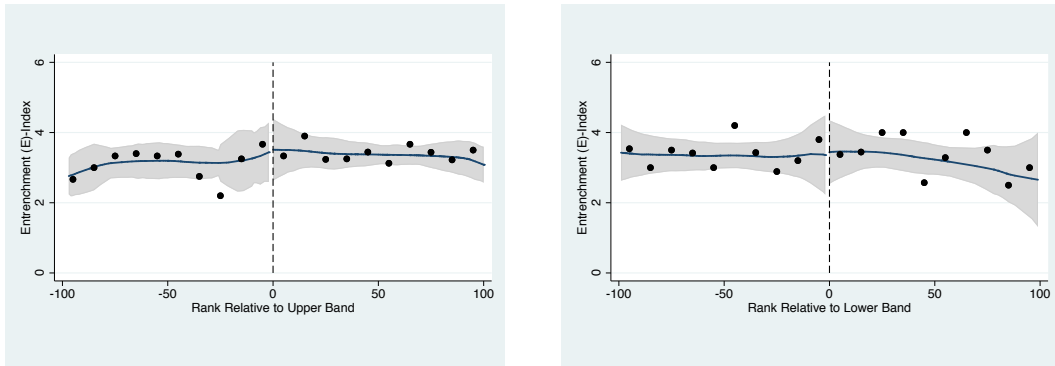 Entrenchment (E)-Index
6
4
2
0
-100 -50 0 50 100
Rank Relative to Upper Band
Entrenchment (E)-Index
6
4
2
0
-100 -50 0 50 100
Rank Relative to Lower Band